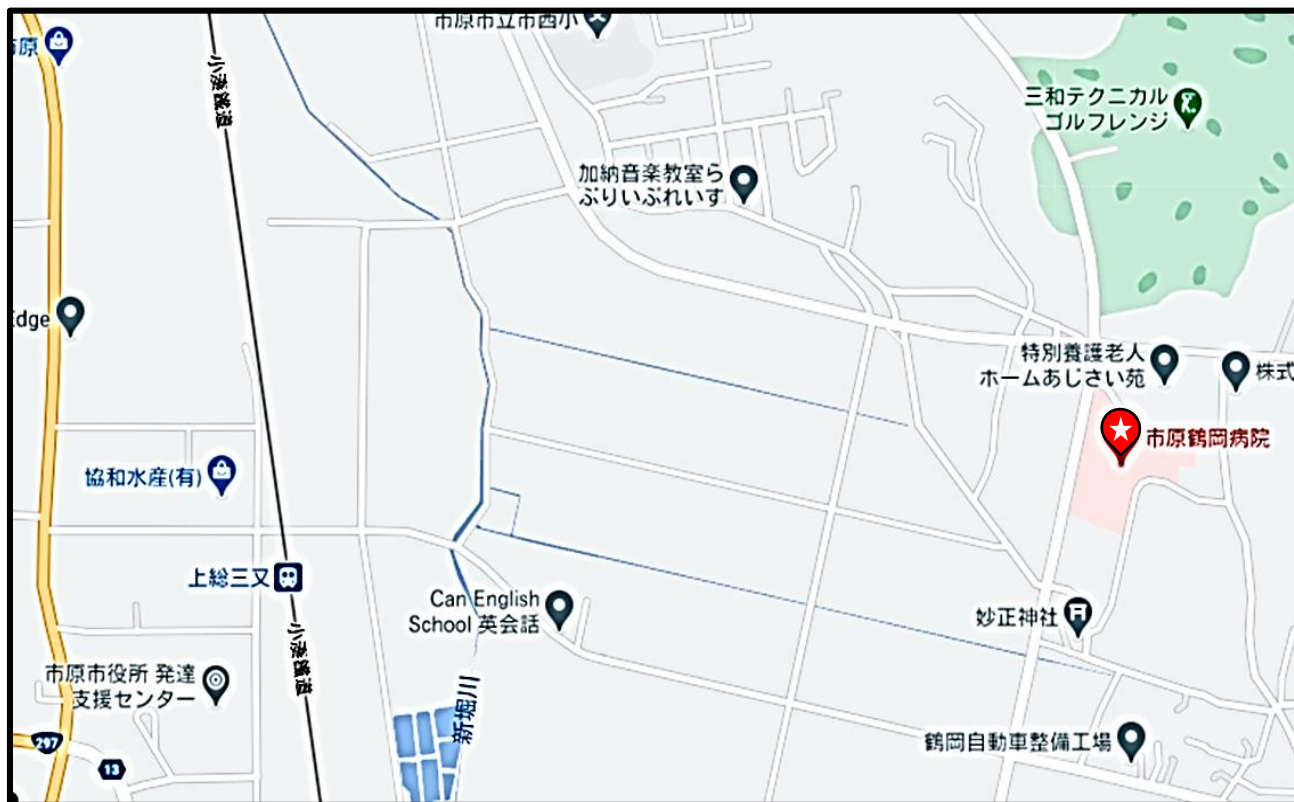 市原市立市西小
市原
小湊鐵道
三和テクニカル
ゴルフレンジ
加納音楽教室ら
ぶりいぷれいす
Edge
特別養護老人
ホームあじさい苑
株式
市原鶴岡病院
協和水産(有)
上総三又
Can English
School 英会話
妙正神社
小湊鐵道
市原市役所 発達
支援センター
新堀川
297
13
鶴岡自動車整備工場